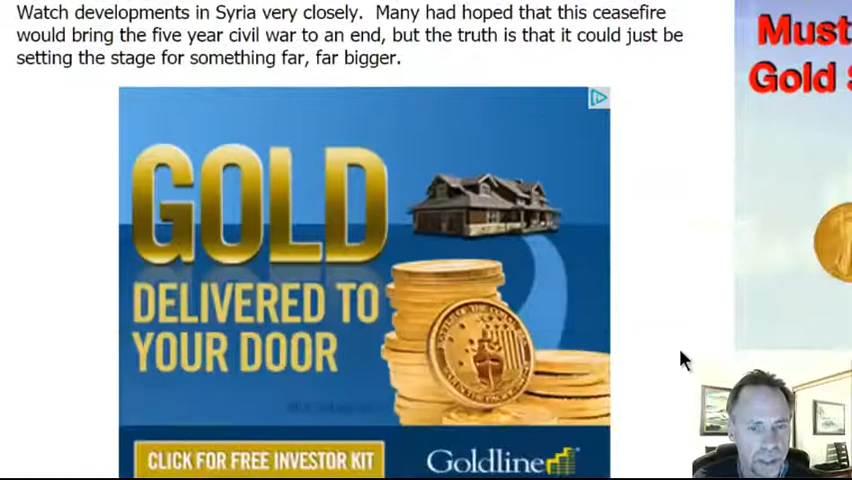 Watch developments in Syria very closely. Many had hoped that this ceasefire
would bring the five year civil war to an end, but the truth is that it could just be
setting the stage for something far, far bigger.
Must
Gold S
GOLD
DELIVERED TO
YOUR DOOR
CLICK FOR FREE INVESTOR KIT
Goldline